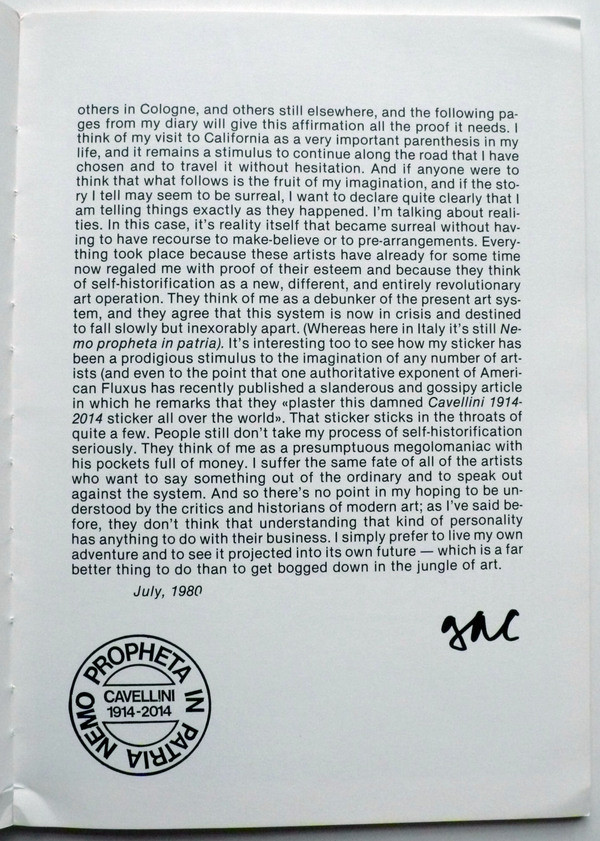 others in Cologne, and others still elsewhere, and the following pa-
ges from my diary will give this affirmation all the proof it needs. I
think of my visit to California as a very important parenthesis in my
life, and it remains a stimulus to continue along the road that I have
chosen and to travel it without hesitation. And if anyone were to
think that what follows is the fruit of my imagination, and if the sto-
ry I tell may seem to be surreal, I want to declare quite clearly that I
am telling things exactly as they happened. I'm talking about reali-
ties. In this case, it's reality itself that became surreal without hav-
ing to have recourse to make-believe or to pre-arrangements. Every-
thing took place because these artists have already for some time
now regaled me with proof of their esteem and because they think
of self-historification as a new, different, and entirely revolutionary
art operation. They think of me as a debunker of the present art sys-
tem, and they agree that this system is now in crisis and destined
to fall slowly but inexorably apart. (Whereas here in Italy it's still Ne-
mo propheta in patria). It's interesting too to see how my sticker has
been a prodigious stimulus to the imagination of any number of art-
ists (and even to the point that one authoritative exponent of Ameri-
can Fluxus has recently published a slanderous and gossipy article
in which he remarks that they «plaster this damned Cavellini 1914-
2014 sticker all over the world». That sticker sticks in the throats of
quite a few. People still don't take my process of self-historification
seriously. They think of me as a presumptuous megolomaniac with
his pockets full of money. I suffer the same fate of all of the artists
who want to say something out of the ordinary and to speak out
against the system. And so there's no point in my hoping to be un-
derstood by the critics and historians of modern art; as I've said be-
fore, they don't think that understanding that kind of personality
has anything to do with their business. I simply prefer to live my own
adventure and to see it projected into its own future — which is a far
better thing to do than to get bogged down in the jungle of art.
July, 1980
gac
NEMO PROPHETA IN PATRIA
CAVELLINI
1914-2014